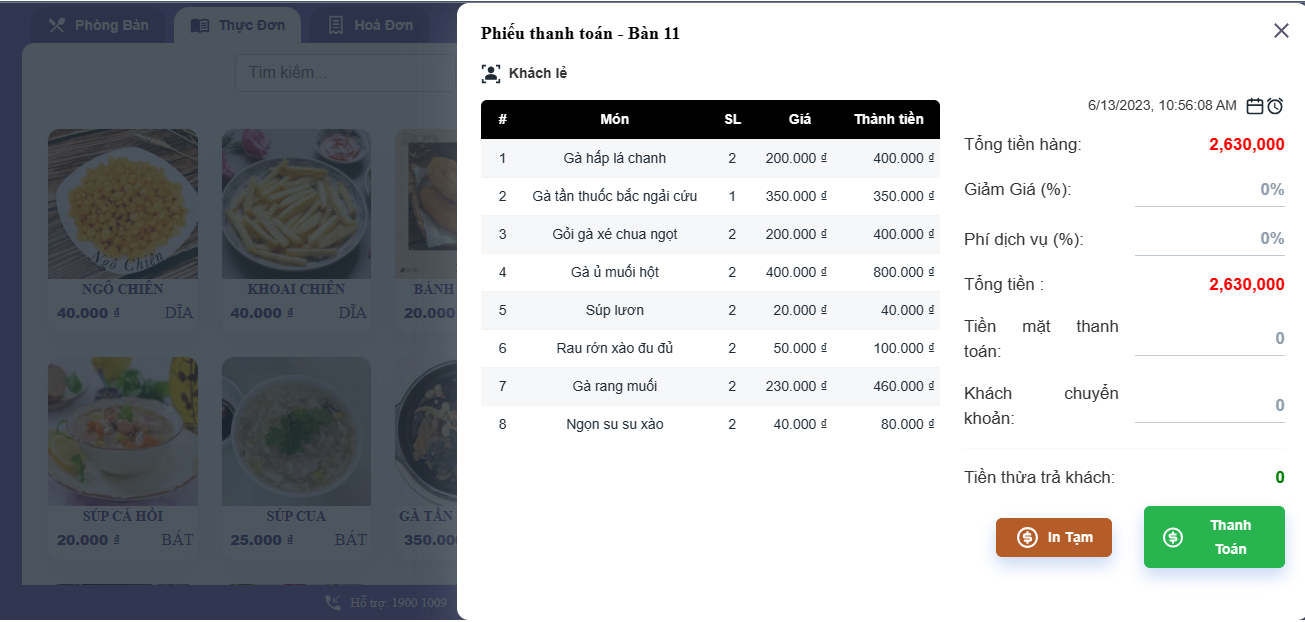 Phòng Bàn
Thực Đơn
Hoá Đơn
Tìm kiếm...
Ngô Chiên
NGÔ CHIÊN
40.000 đ DĨA
KHOAI CHIÊN
40.000 đ DĨA
BÁNH
20.000
SÚP CÁ HỒI
20.000 đ BÁT
SÚP CUA
25.000 đ BÁT
GÀ TẦN
350.00
Hỗ trợ: 1900 1009
Phiếu thanh toán - Bàn 11
Khách lẻ
# Món SL Giá Thành tiền
1 Gà hấp lá chanh 2 200.000 đ 400.000 đ
2 Gà tần thuốc bắc ngải cứu 1 350.000 đ 350.000 đ
3 Gỏi gà xé chua ngọt 2 200.000 đ 400.000 đ
4 Gà ủ muối hột 2 400.000 đ 800.000 đ
5 Súp lươn 2 20.000 đ 40.000 đ
6 Rau rớn xào đu đủ 2 50.000 đ 100.000 đ
7 Gà rang muối 2 230.000 đ 460.000 đ
8 Ngọn su su xào 2 40.000 đ 80.000 đ
6/13/2023, 10:56:08 AM
Tổng tiền hàng: 2,630,000
Giảm Giá (%): 0%
Phí dịch vụ (%): 0%
Tổng tiền : 2,630,000
Tiền mặt thanh
toán: 0
Khách chuyển
khoản: 0
Tiền thừa trả khách: 0
In Tạm
Thanh
Toán